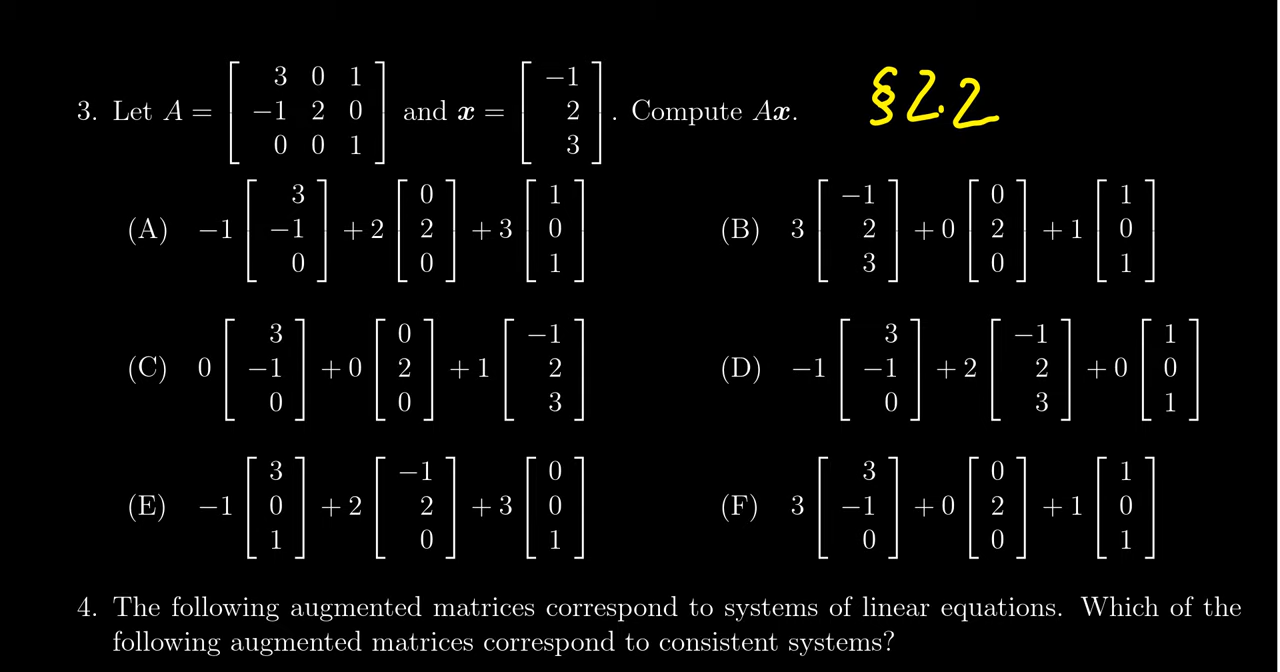 3. Let A = [ 3 0 1 ; −1 2 0 ; 0 0 1 ] and x = [ −1 ; 2 ; 3 ]. Compute Ax. §2.2
(A) −1 [ 3 ; −1 ; 0 ] + 2 [ 0 ; 2 ; 0 ] + 3 [ 1 ; 0 ; 1 ]
(B) 3 [ −1 ; 2 ; 3 ] + 0 [ 0 ; 2 ; 0 ] + 1 [ 1 ; 0 ; 1 ]
(C) 0 [ 3 ; −1 ; 0 ] + 0 [ 0 ; 2 ; 0 ] + 1 [ −1 ; 2 ; 3 ]
(D) −1 [ 3 ; −1 ; 0 ] + 2 [ −1 ; 2 ; 3 ] + 0 [ 1 ; 0 ; 1 ]
(E) −1 [ 3 ; 0 ; 1 ] + 2 [ −1 ; 2 ; 0 ] + 3 [ 0 ; 0 ; 1 ]
(F) 3 [ 3 ; −1 ; 0 ] + 0 [ 0 ; 2 ; 0 ] + 1 [ 1 ; 0 ; 1 ]
4. The following augmented matrices correspond to systems of linear equations. Which of the
following augmented matrices correspond to consistent systems?